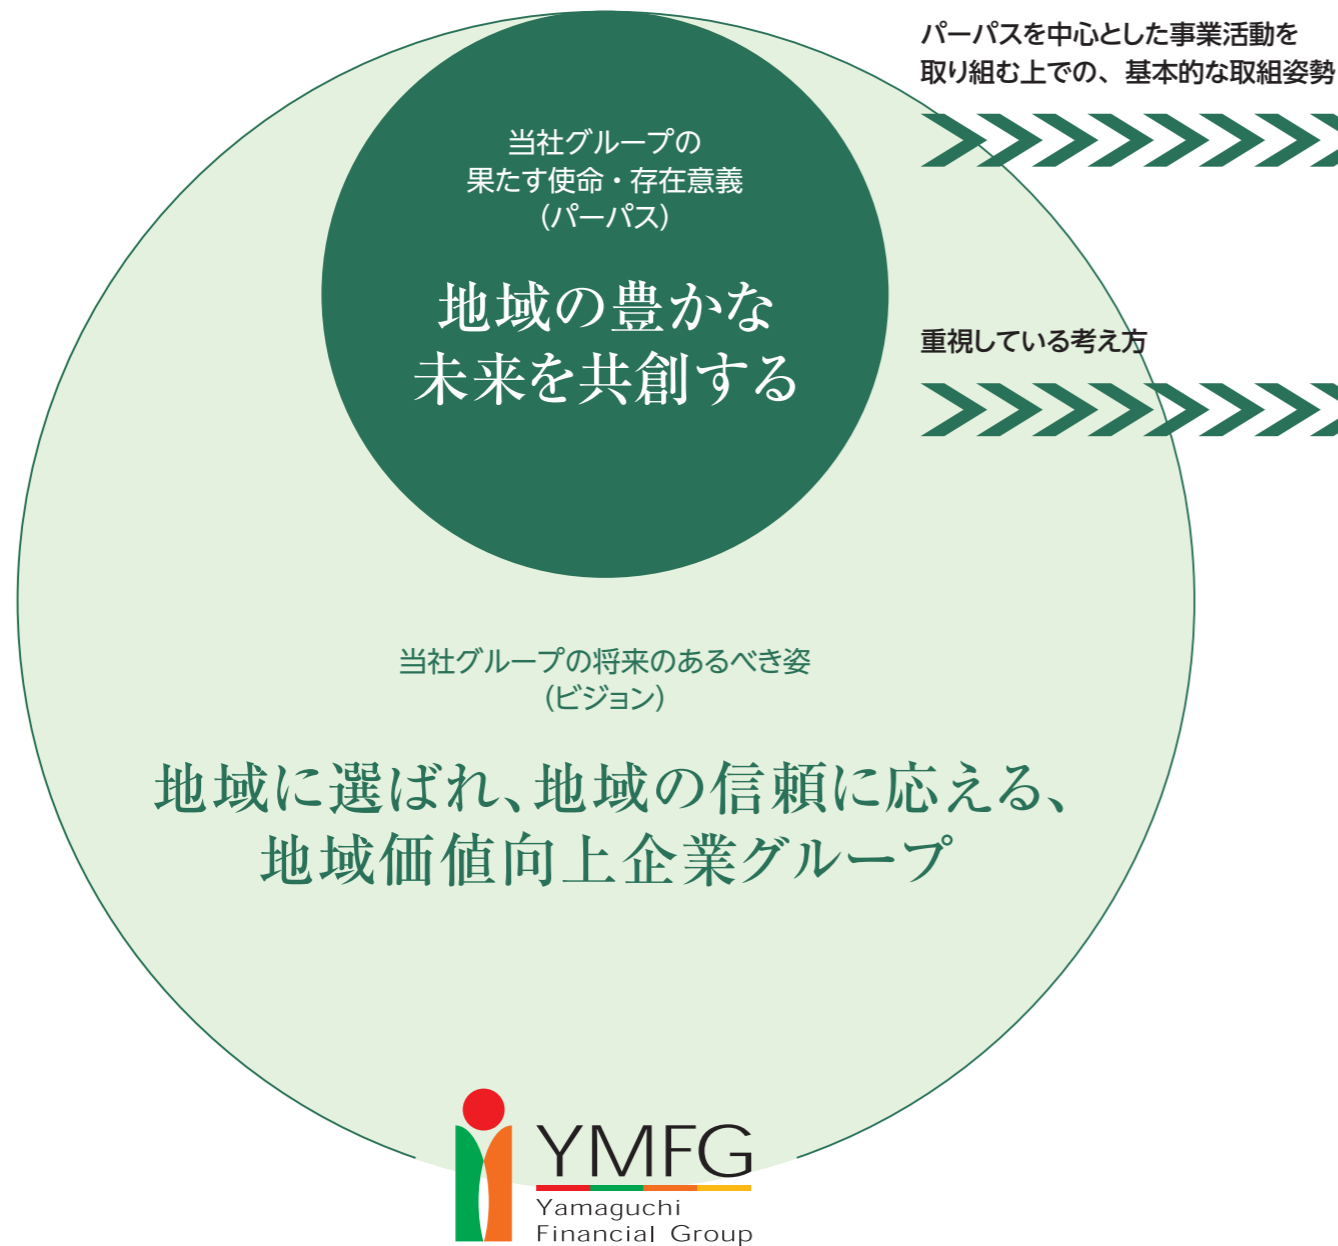 パーパスを中心とした事業活動を
取り組む上での、基本的な取組姿勢
当社グループの
果たす使命・存在意義
（パーパス）
地域の豊かな
未来を共創する
重視している考え方
当社グループの将来のあるべき姿
（ビジョン）
地域に選ばれ、地域の信頼に応える、
地域価値向上企業グループ
YMFG
Yamaguchi
Financial Group